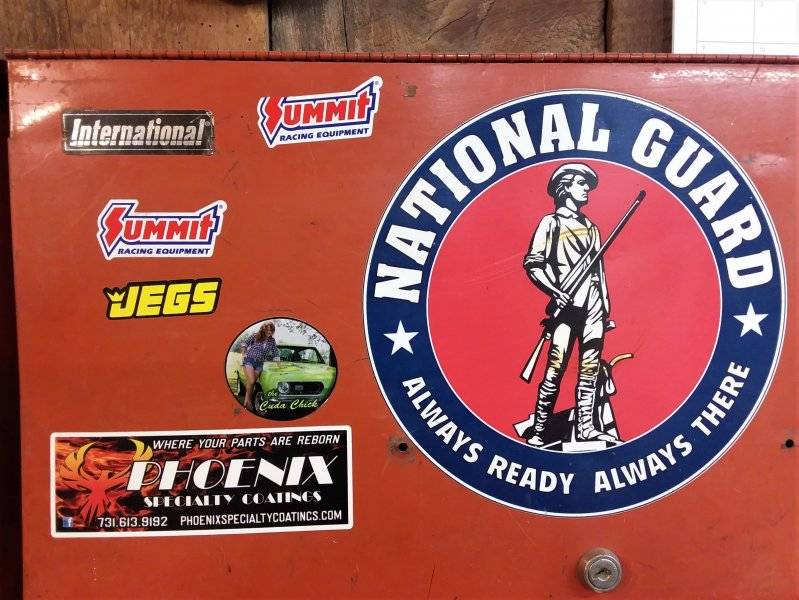 International
SUMMIT
RACING EQUIPMENT
SUMMIT
RACING EQUIPMENT
JEGS
the
Cuda Chick
WHERE YOUR PARTS ARE REBORN
PHOENIX
SPECIALTY COATINGS
731.613.9192 PHOENIXSPECIALTYCOATINGS.COM
NATIONAL GUARD
ALWAYS READY ALWAYS THERE